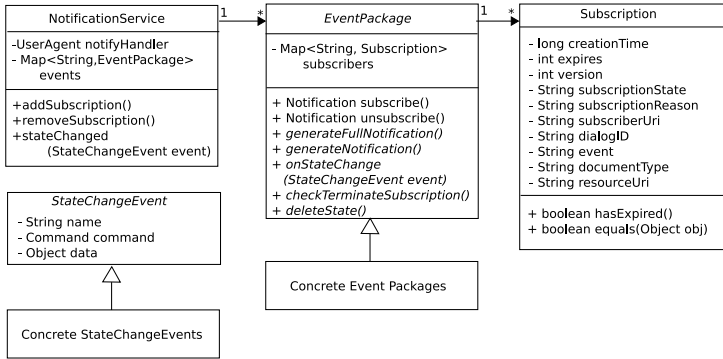 NotificationService
-UserAgent notifyHandler
- Map<String,EventPackage>
events
+addSubscription()
+removeSubscription()
+stateChanged
(StateChangeEvent event)
1
*
EventPackage
- Map<String, Subscription>
subscribers
+ Notification subscribe()
+ Notification unsubscribe()
+ generateFullNotification()
+ generateNotification()
+ onStateChange
(StateChangeEvent event)
+ checkTerminateSubscription()
+ deleteState()
1
*
Subscription
- long creationTime
- int expires
- int version
- String subscriptionState
- String subscriptionReason
- String subscriberUri
- String dialogID
- String event
- String documentType
- String resourceUri
+ boolean hasExpired()
+ boolean equals(Object obj)
StateChangeEvent
- String name
- Command command
- Object data
Concrete StateChangeEvents
Concrete Event Packages